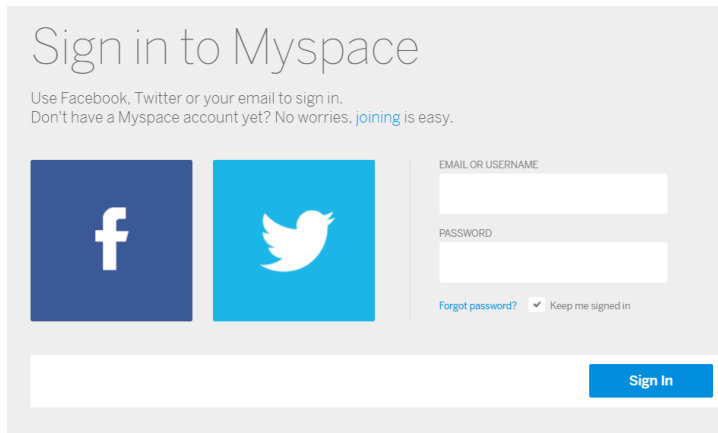 Sign in to Myspace
Use Facebook, Twitter or your email to sign in.
Don't have a Myspace account yet? No worries, joining is easy.
EMAIL OR USERNAME
PASSWORD
Forgot password? Keep me signed in
Sign In